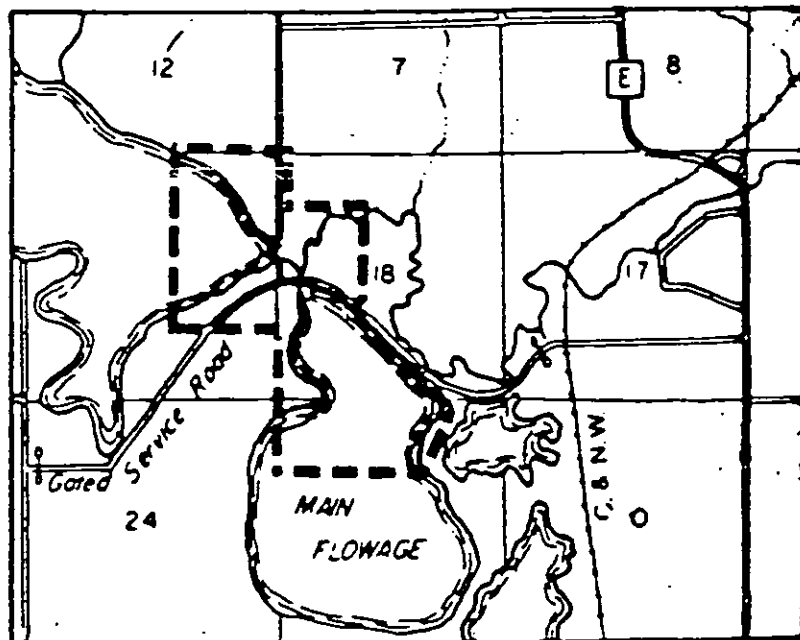 12
7
8
E
18
17
Gated Service Road
24
MAIN
FLOWAGE
C. & N.W.